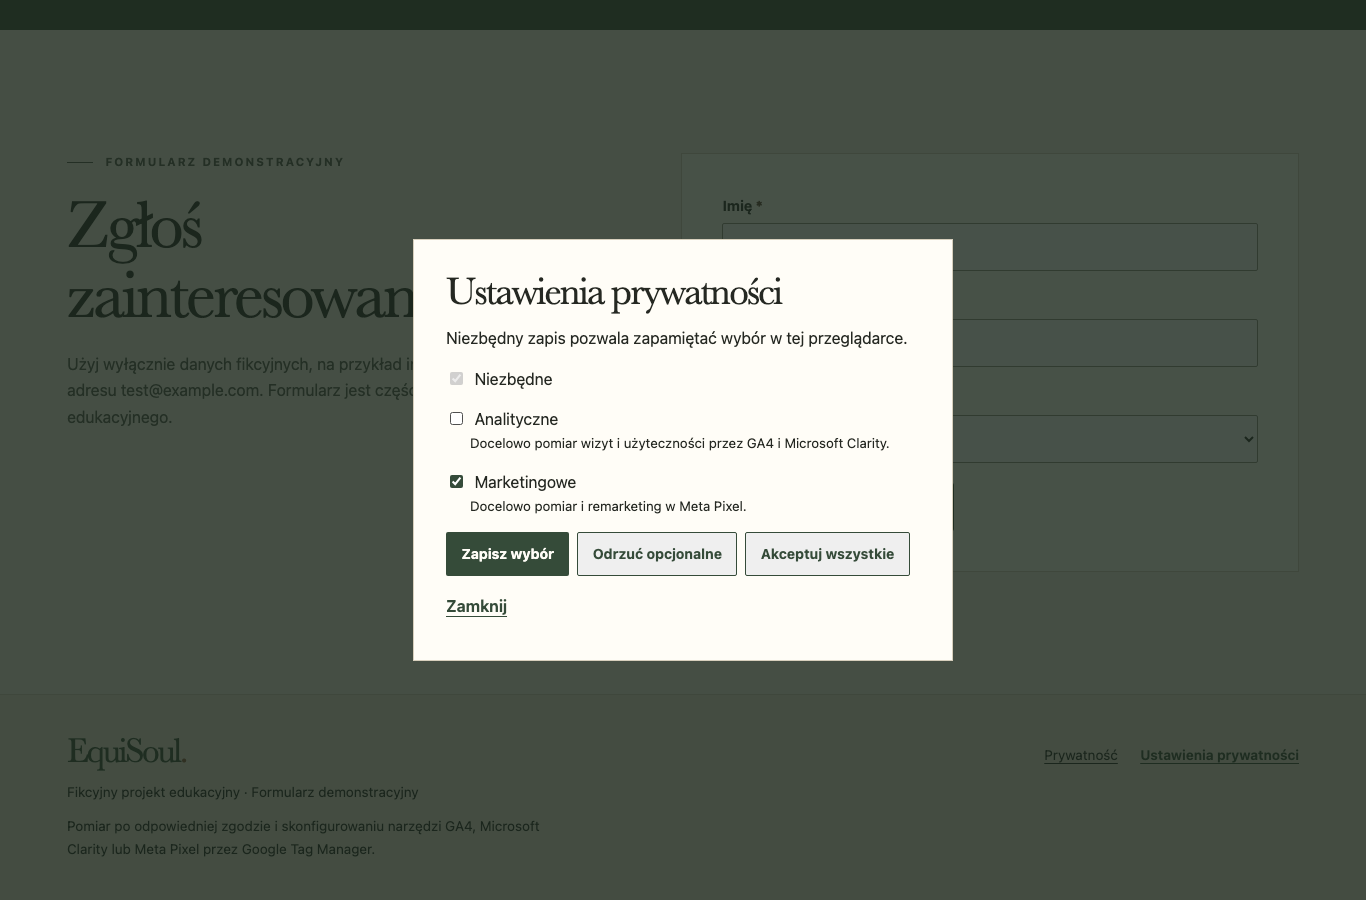 FORMULARZ DEMONSTRACYJNY
Zgłoś
Użyj wyłącznie danych fikcyjnych, na przykład
adresu test@example.com. Formularz jest
edukacyjnego.
Imię *
Ustawienia prywatności
Niezbędny zapis pozwala zapamiętać wybór w tej przeglądarce.
Niezbędne
Analityczne
Docelowo pomiar wizyt i użyteczności przez GA4 i Microsoft Clarity.
Marketingowe
Docelowo pomiar i remarketing w Meta Pixel.
Zapisz wybór
Odrzuć opcjonalne
Akceptuj wszystkie
Zamknij
EquiSoul.
Fikcyjny projekt edukacyjny · Formularz demonstracyjny
Pomiar po odpowiedniej zgodzie i skonfigurowaniu narzędzi GA4, Microsoft
Clarity lub Meta Pixel przez Google Tag Manager.
Prywatność
Ustawienia prywatności